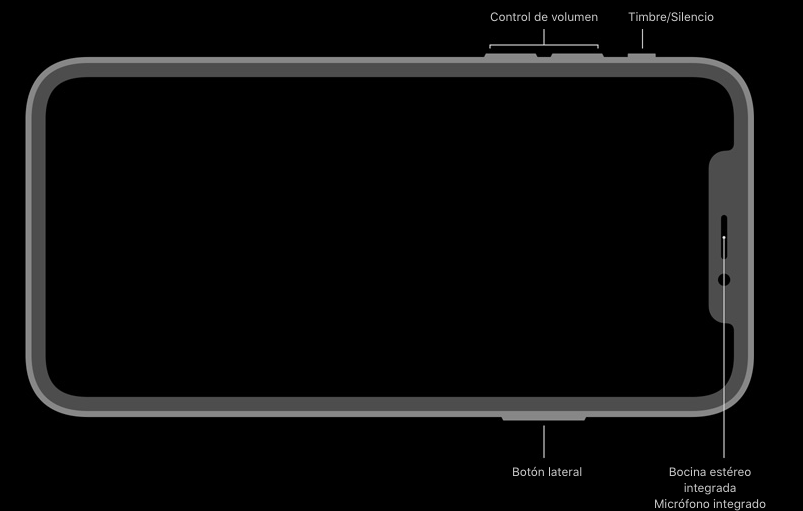 Control de volumen
Timbre/Silencio
Botón lateral
Bocina estéreo
integrada
Micrófono integrado